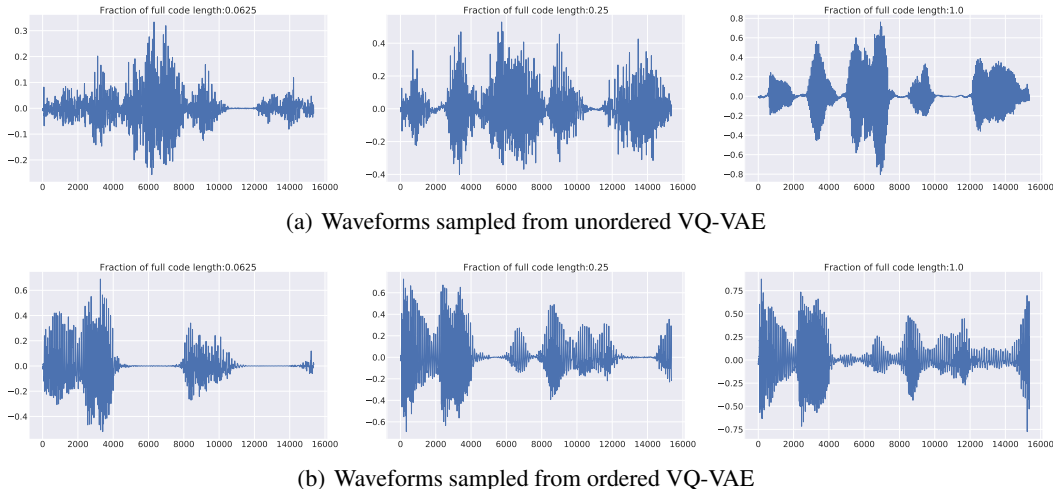 Fraction of full code length:0.0625 Fraction of full code length:0.25 Fraction of full code length:1.0
0.3 0.4 0.8
0.2 0.2 0.6
0.1 0.0 0.4
0.0 −0.2 0.2
−0.1 −0.4 0.0
−0.2 −0.2
−0.4
−0.6
−0.8
0 2000 4000 6000 8000 10000 12000 14000 16000 0 2000 4000 6000 8000 10000 12000 14000 16000 0 2000 4000 6000 8000 10000 12000 14000 16000
(a) Waveforms sampled from unordered VQ-VAE
Fraction of full code length:0.0625 Fraction of full code length:0.25 Fraction of full code length:1.0
0.6 0.6 0.75
0.4 0.4 0.50
0.2 0.2 0.25
0.0 0.0 0.00
−0.2 −0.2 −0.25
−0.4 −0.4 −0.50
−0.6 −0.75
0 2000 4000 6000 8000 10000 12000 14000 16000 0 2000 4000 6000 8000 10000 12000 14000 16000 0 2000 4000 6000 8000 10000 12000 14000 16000
(b) Waveforms sampled from ordered VQ-VAE